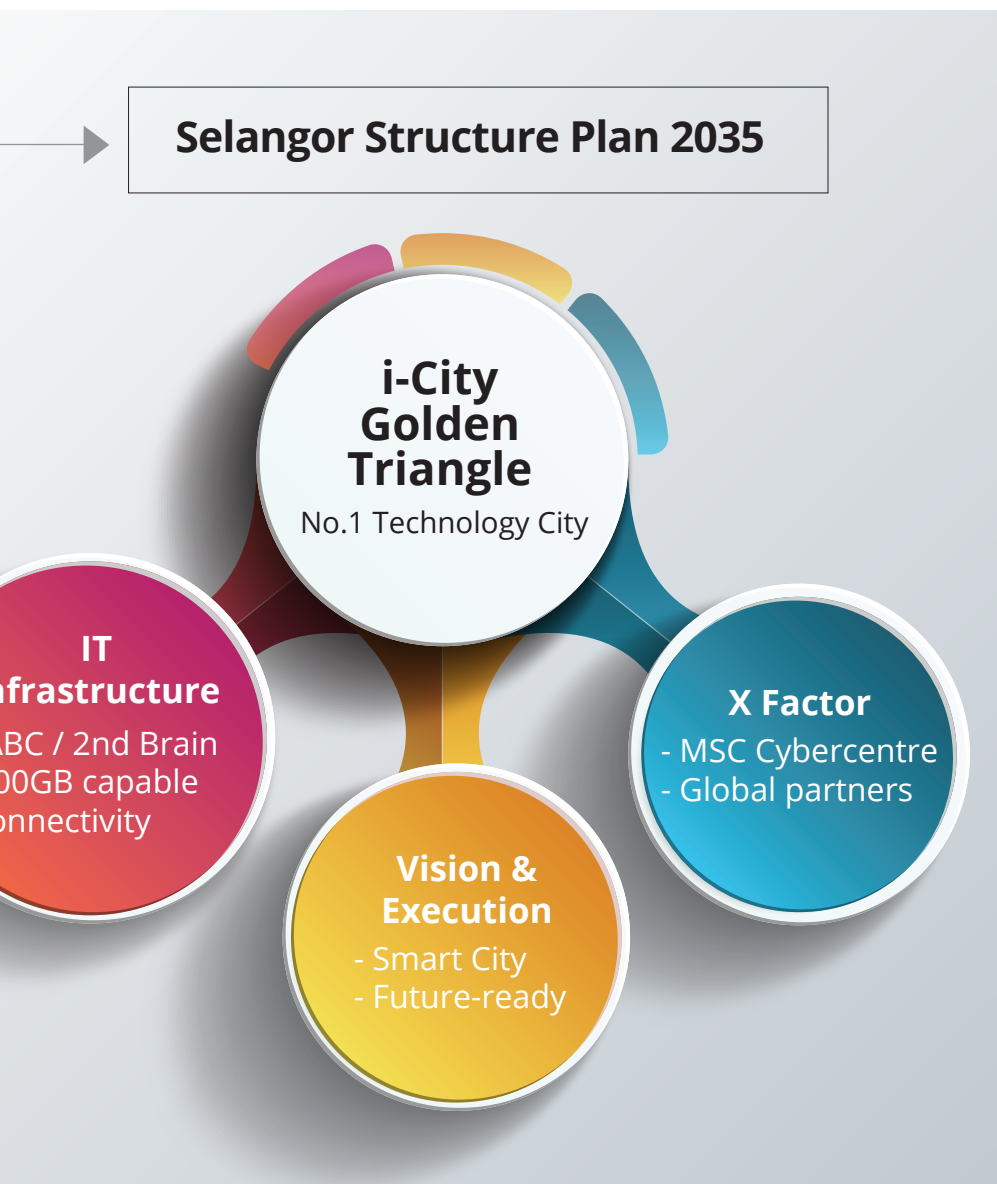 Selangor Structure Plan 2035
i-City
Golden
Triangle
No.1 Technology City
IT
nfrastructure
ABC / 2nd Brain
00GB capable
onnectivity
Vision &
Execution
- Smart City
- Future-ready
X Factor
- MSC Cybercentre
- Global partners